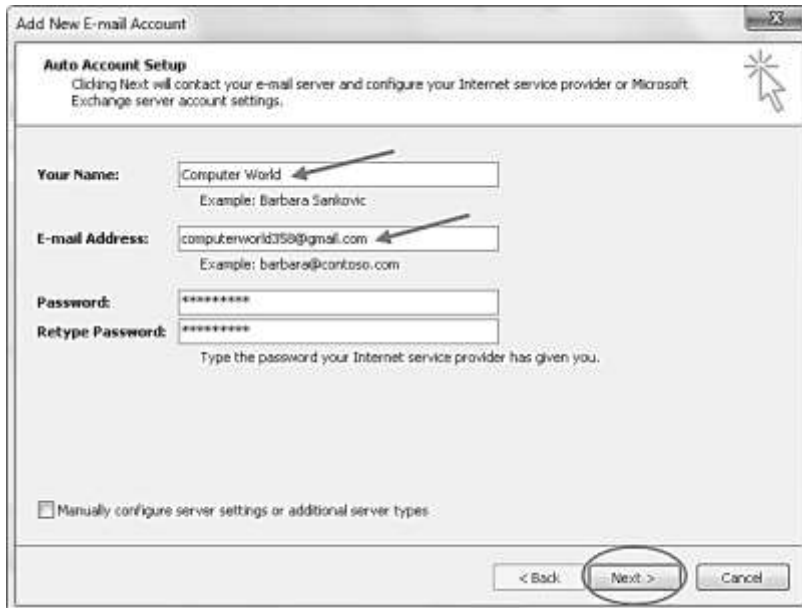 Add New E-mail Account
Auto Account Setup
Clicking Next will contact your e-mail server and configure your Internet service provider or Microsoft
Exchange server account settings.
Your Name: Computer World
Example: Barbara Sankovic
E-mail Address: computerworld358@gmail.com
Example: barbara@contoso.com
Password: *********
Retype Password: *********
Type the password your Internet service provider has given you.
Manually configure server settings or additional server types
< Back Next > Cancel